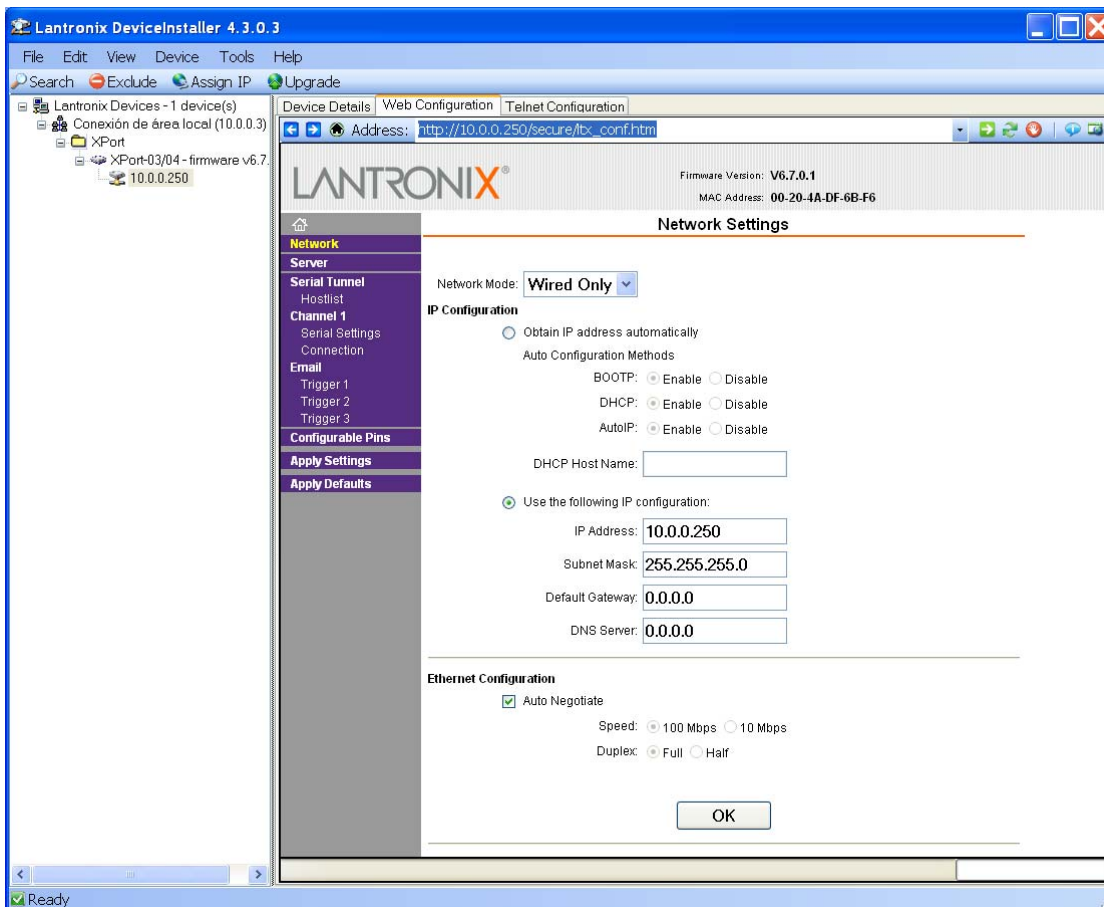 Lantronix DeviceInstaller 4.3.0.3
File Edit View Device Tools Help
Search Exclude Assign IP Upgrade
Lantronix Devices - 1 device(s)
Conexión de área local (10.0.0.3)
XPort
XPort-03/04 - firmware v6.7.
10.0.0.250
Device Details Web Configuration Telnet Configuration
Address: http://10.0.0.250/secure/ltx_conf.htm
LANTRONIX®
Firmware Version: V6.7.0.1
MAC Address: 00-20-4A-DF-6B-F6
Network
Server
Serial Tunnel
Hostlist
Channel 1
Serial Settings
Connection
Email
Trigger 1
Trigger 2
Trigger 3
Configurable Pins
Apply Settings
Apply Defaults
Network Settings
Network Mode: Wired Only
IP Configuration
Obtain IP address automatically
Auto Configuration Methods
BOOTP: Enable Disable
DHCP: Enable Disable
AutoIP: Enable Disable
DHCP Host Name:
Use the following IP configuration:
IP Address: 10.0.0.250
Subnet Mask: 255.255.255.0
Default Gateway: 0.0.0.0
DNS Server: 0.0.0.0
Ethernet Configuration
Auto Negotiate
Speed: 100 Mbps 10 Mbps
Duplex: Full Half
OK
Ready